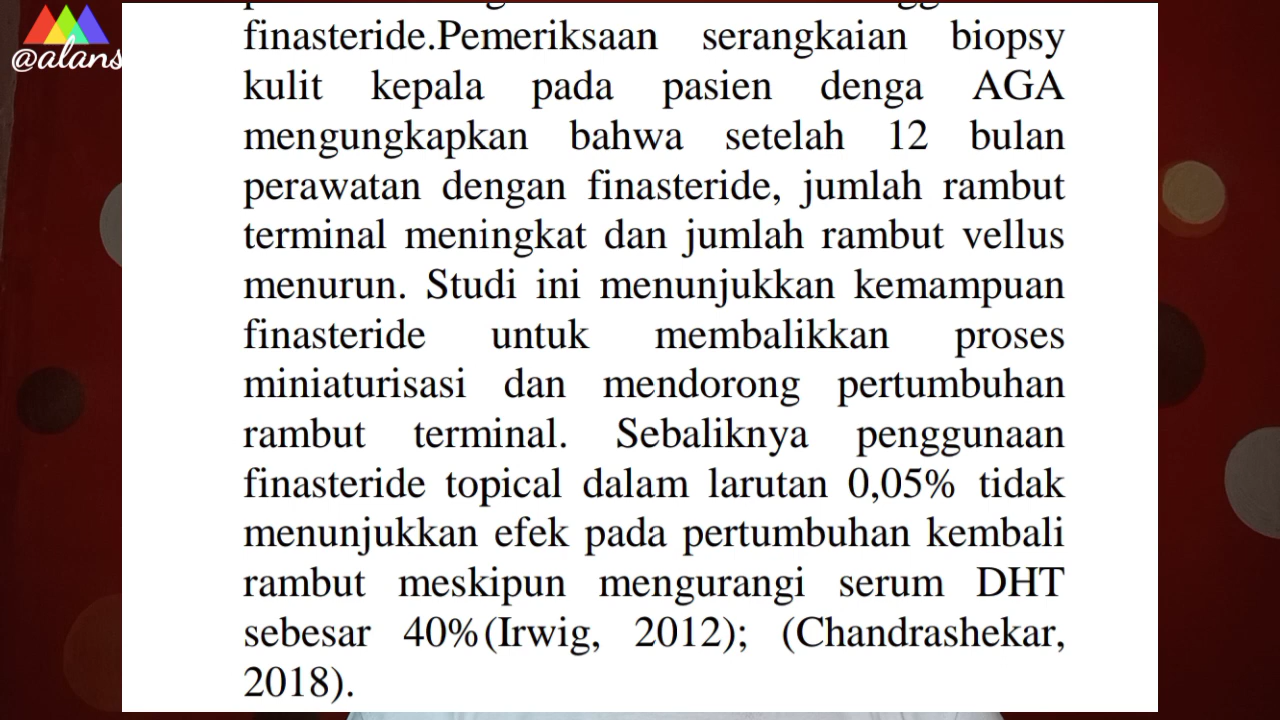 @alans
finasteride.Pemeriksaan serangkaian biopsy
kulit kepala pada pasien denga AGA
mengungkapkan bahwa setelah 12 bulan
perawatan dengan finasteride, jumlah rambut
terminal meningkat dan jumlah rambut vellus
menurun. Studi ini menunjukkan kemampuan
finasteride untuk membalikkan proses
miniaturisasi dan mendorong pertumbuhan
rambut terminal. Sebaliknya penggunaan
finasteride topical dalam larutan 0,05% tidak
menunjukkan efek pada pertumbuhan kembali
rambut meskipun mengurangi serum DHT
sebesar 40%(Irwig, 2012); (Chandrashekar,
2018).